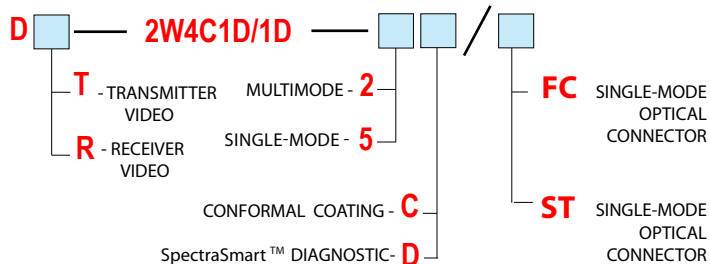 D 2W4C1D/1D /
T - TRANSMITTER
VIDEO
R - RECEIVER
VIDEO
MULTIMODE - 2
SINGLE-MODE - 5
CONFORMAL COATING - C
SpectraSmart ™ DIAGNOSTIC- D
FC SINGLE-MODE
OPTICAL
CONNECTOR
ST SINGLE-MODE
OPTICAL
CONNECTOR